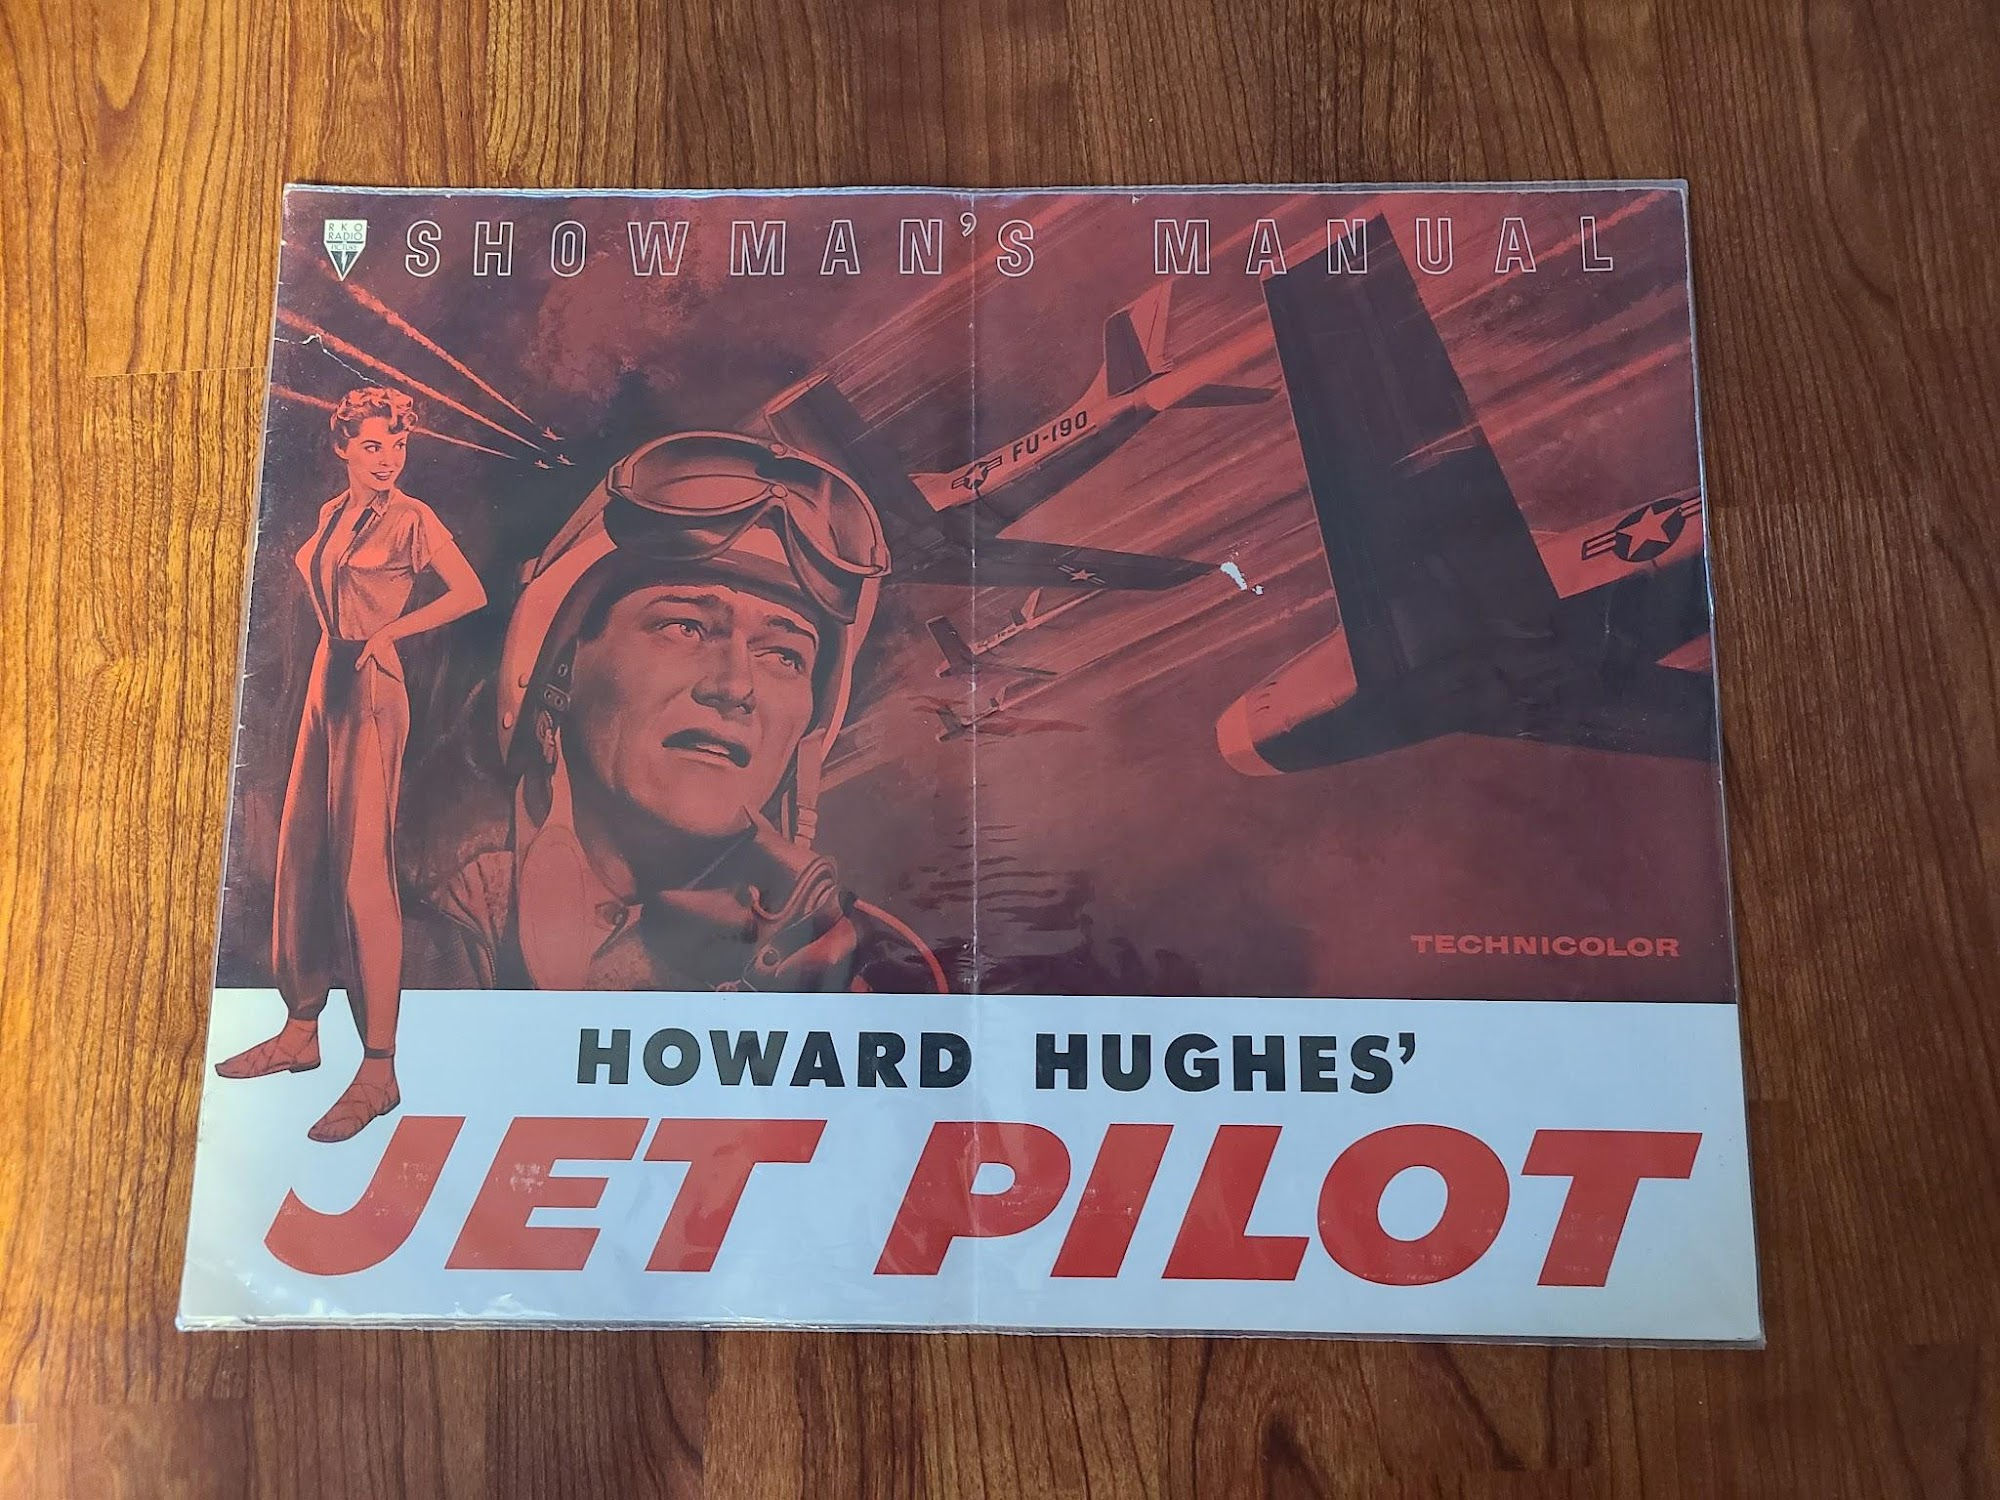 RKO
RADIO
PICTURES
SHOWMAN'S MANUAL
FU-190
TECHNICOLOR
HOWARD HUGHES'
JET PILOT